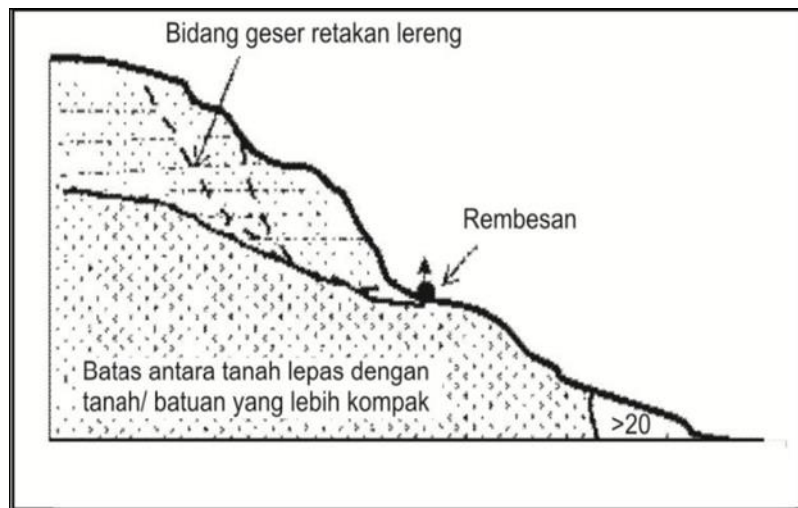 Bidang geser retakan lereng
Rembesan
Batas antara tanah lepas dengan
tanah/ batuan yang lebih kompak
>20